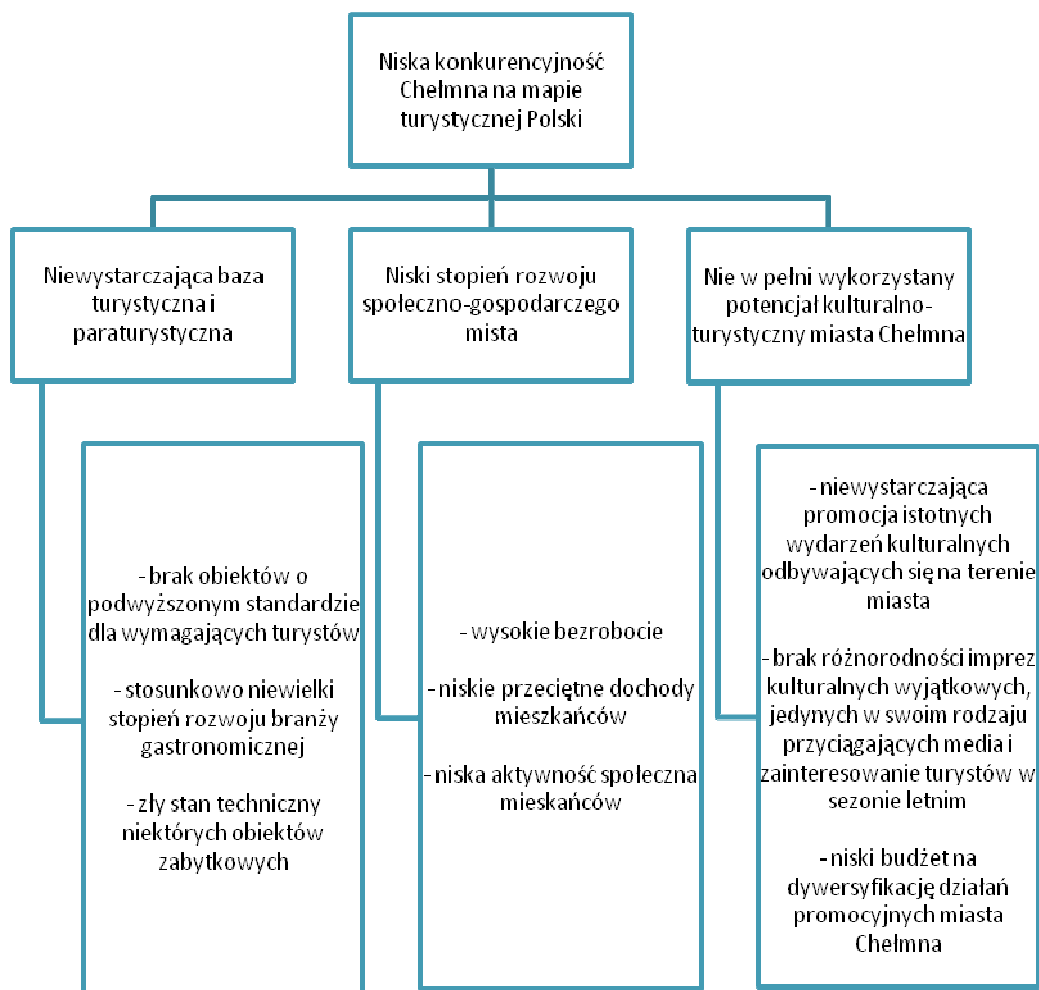 Niska konkurencyjność
Chełmna na mapie
turystycznej Polski
Niewystarczająca baza
turystyczna i
paraturystyczna
Niski stopień rozwoju
społeczno-gospodarczego
mista
Nie w pełni wykorzystany
potencjał kulturalno-
turystyczny miasta Chełmna
- brak obiektów o
podwyższonym standardzie
dla wymagających turystów
- stosunkowo niewielki
stopień rozwoju branży
gastronomicznej
- zły stan techniczny
niektórych obiektów
zabytkowych
- wysokie bezrobocie
- niskie przeciętne dochody
mieszkańców
- niska aktywność społeczna
mieskańców
- niewystarczająca
promocja istotnych
wydarzeń kulturalnych
odbywających się na terenie
miasta
- brak różnorodności imprez
kulturalnych wyjątkowych,
jedynych w swoim rodzaju
przyciągających media i
zainteresowanie turystów w
sezonie letnim
- niski budżet na
dywersyfikację działań
promocyjnych miasta
Chełmna